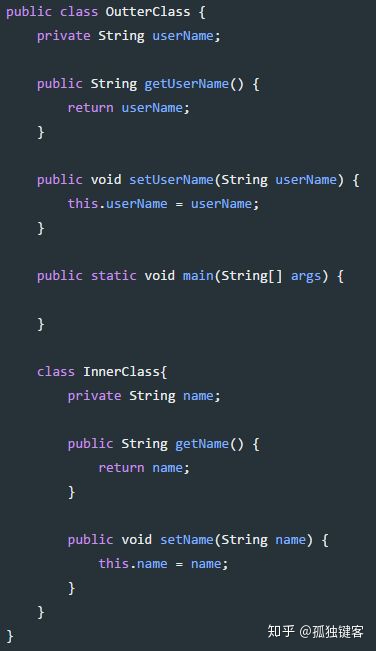 public class OutterClass {
    private String userName;

    public String getUserName() {
        return userName;
    }

    public void setUserName(String userName) {
        this.userName = userName;
    }

    public static void main(String[] args) {

    }

    class InnerClass{
        private String name;

        public String getName() {
            return name;
        }

        public void setName(String name) {
            this.name = name;
        }
    }
}
知乎 @孤独键客